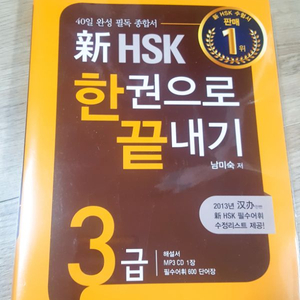 40일 완성 필독 종합서
新 HSK 수험서
판매
1위
新 HSK
한권으로
끝내기
남미숙 저
2013년 汉办
新 HSK 필수어휘
수정리스트 제공!
3급
해설서
MP3 CD 1장
필수어휘 600 단어장